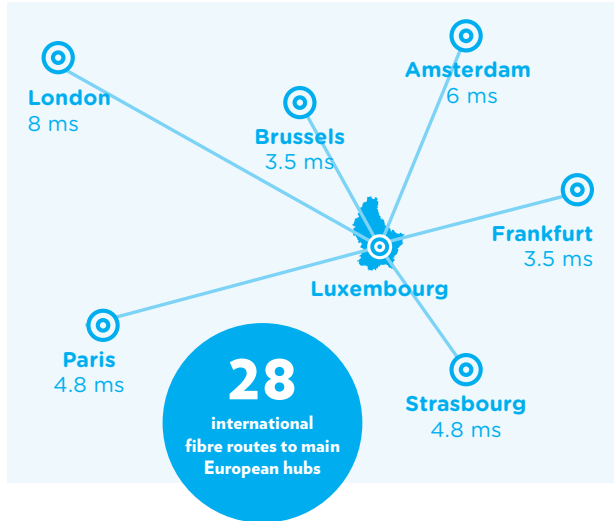 London
8 ms
Amsterdam
6 ms
Brussels
3.5 ms
Frankfurt
3.5 ms
Luxembourg
Paris
4.8 ms
Strasbourg
4.8 ms
28
international
fibre routes to main
European hubs